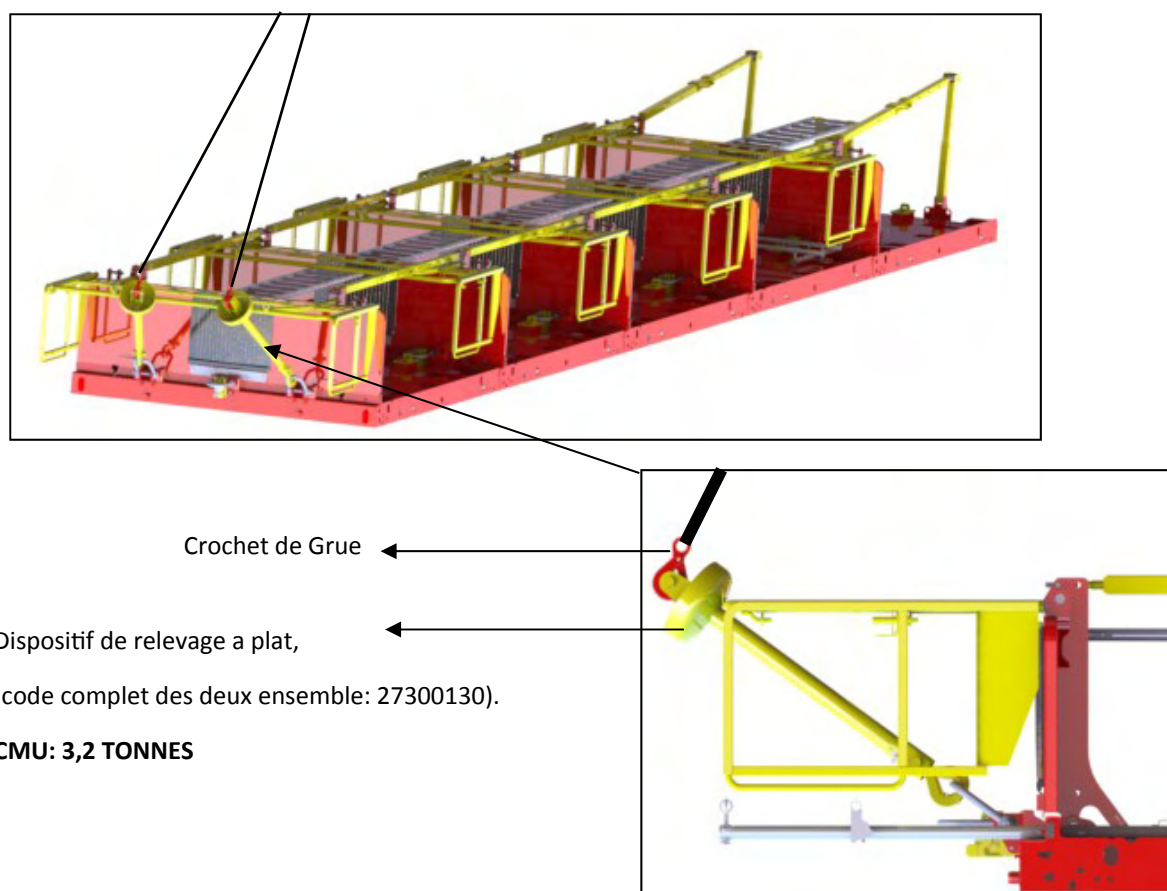 Crochet de Grue
Dispositif de relevage a plat,
code complet des deux ensemble: 27300130).
CMU: 3,2 TONNES